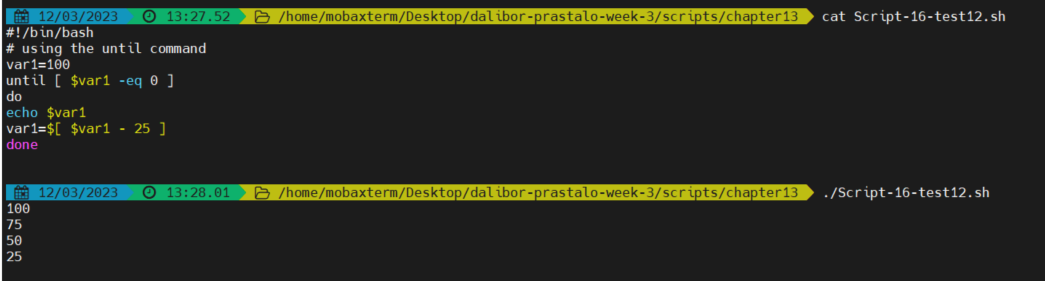 12/03/2023 13:27.52 /home/mobaxterm/Desktop/dalibor-prastalo-week-3/scripts/chapter13 cat Script-16-test12.sh
#!/bin/bash
# using the until command
var1=100
until [ $var1 -eq 0 ]
do
echo $var1
var1=$[ $var1 - 25 ]
done
12/03/2023 13:28.01 /home/mobaxterm/Desktop/dalibor-prastalo-week-3/scripts/chapter13 ./Script-16-test12.sh
100
75
50
25